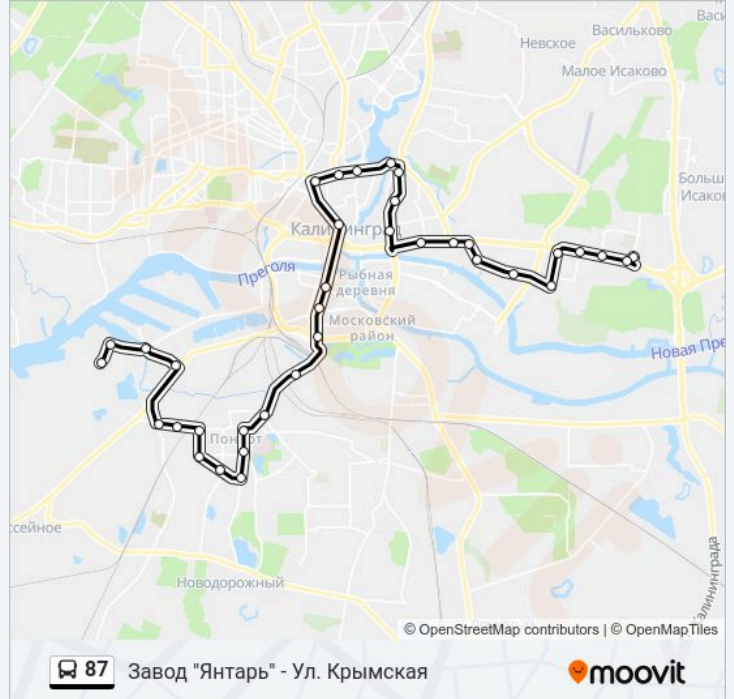 Васильково
Васи
Невское
Малое Исаково
Больш
Исаков
Калининград
Преголя
Рыбная
деревня
Московский
район
Новая Пре
Понарт
ссейное
Новодорожный
Калининграда
© OpenStreetMap contributors | © OpenMapTiles
87 Завод "Янтарь" - Ул. Крымская
moovit